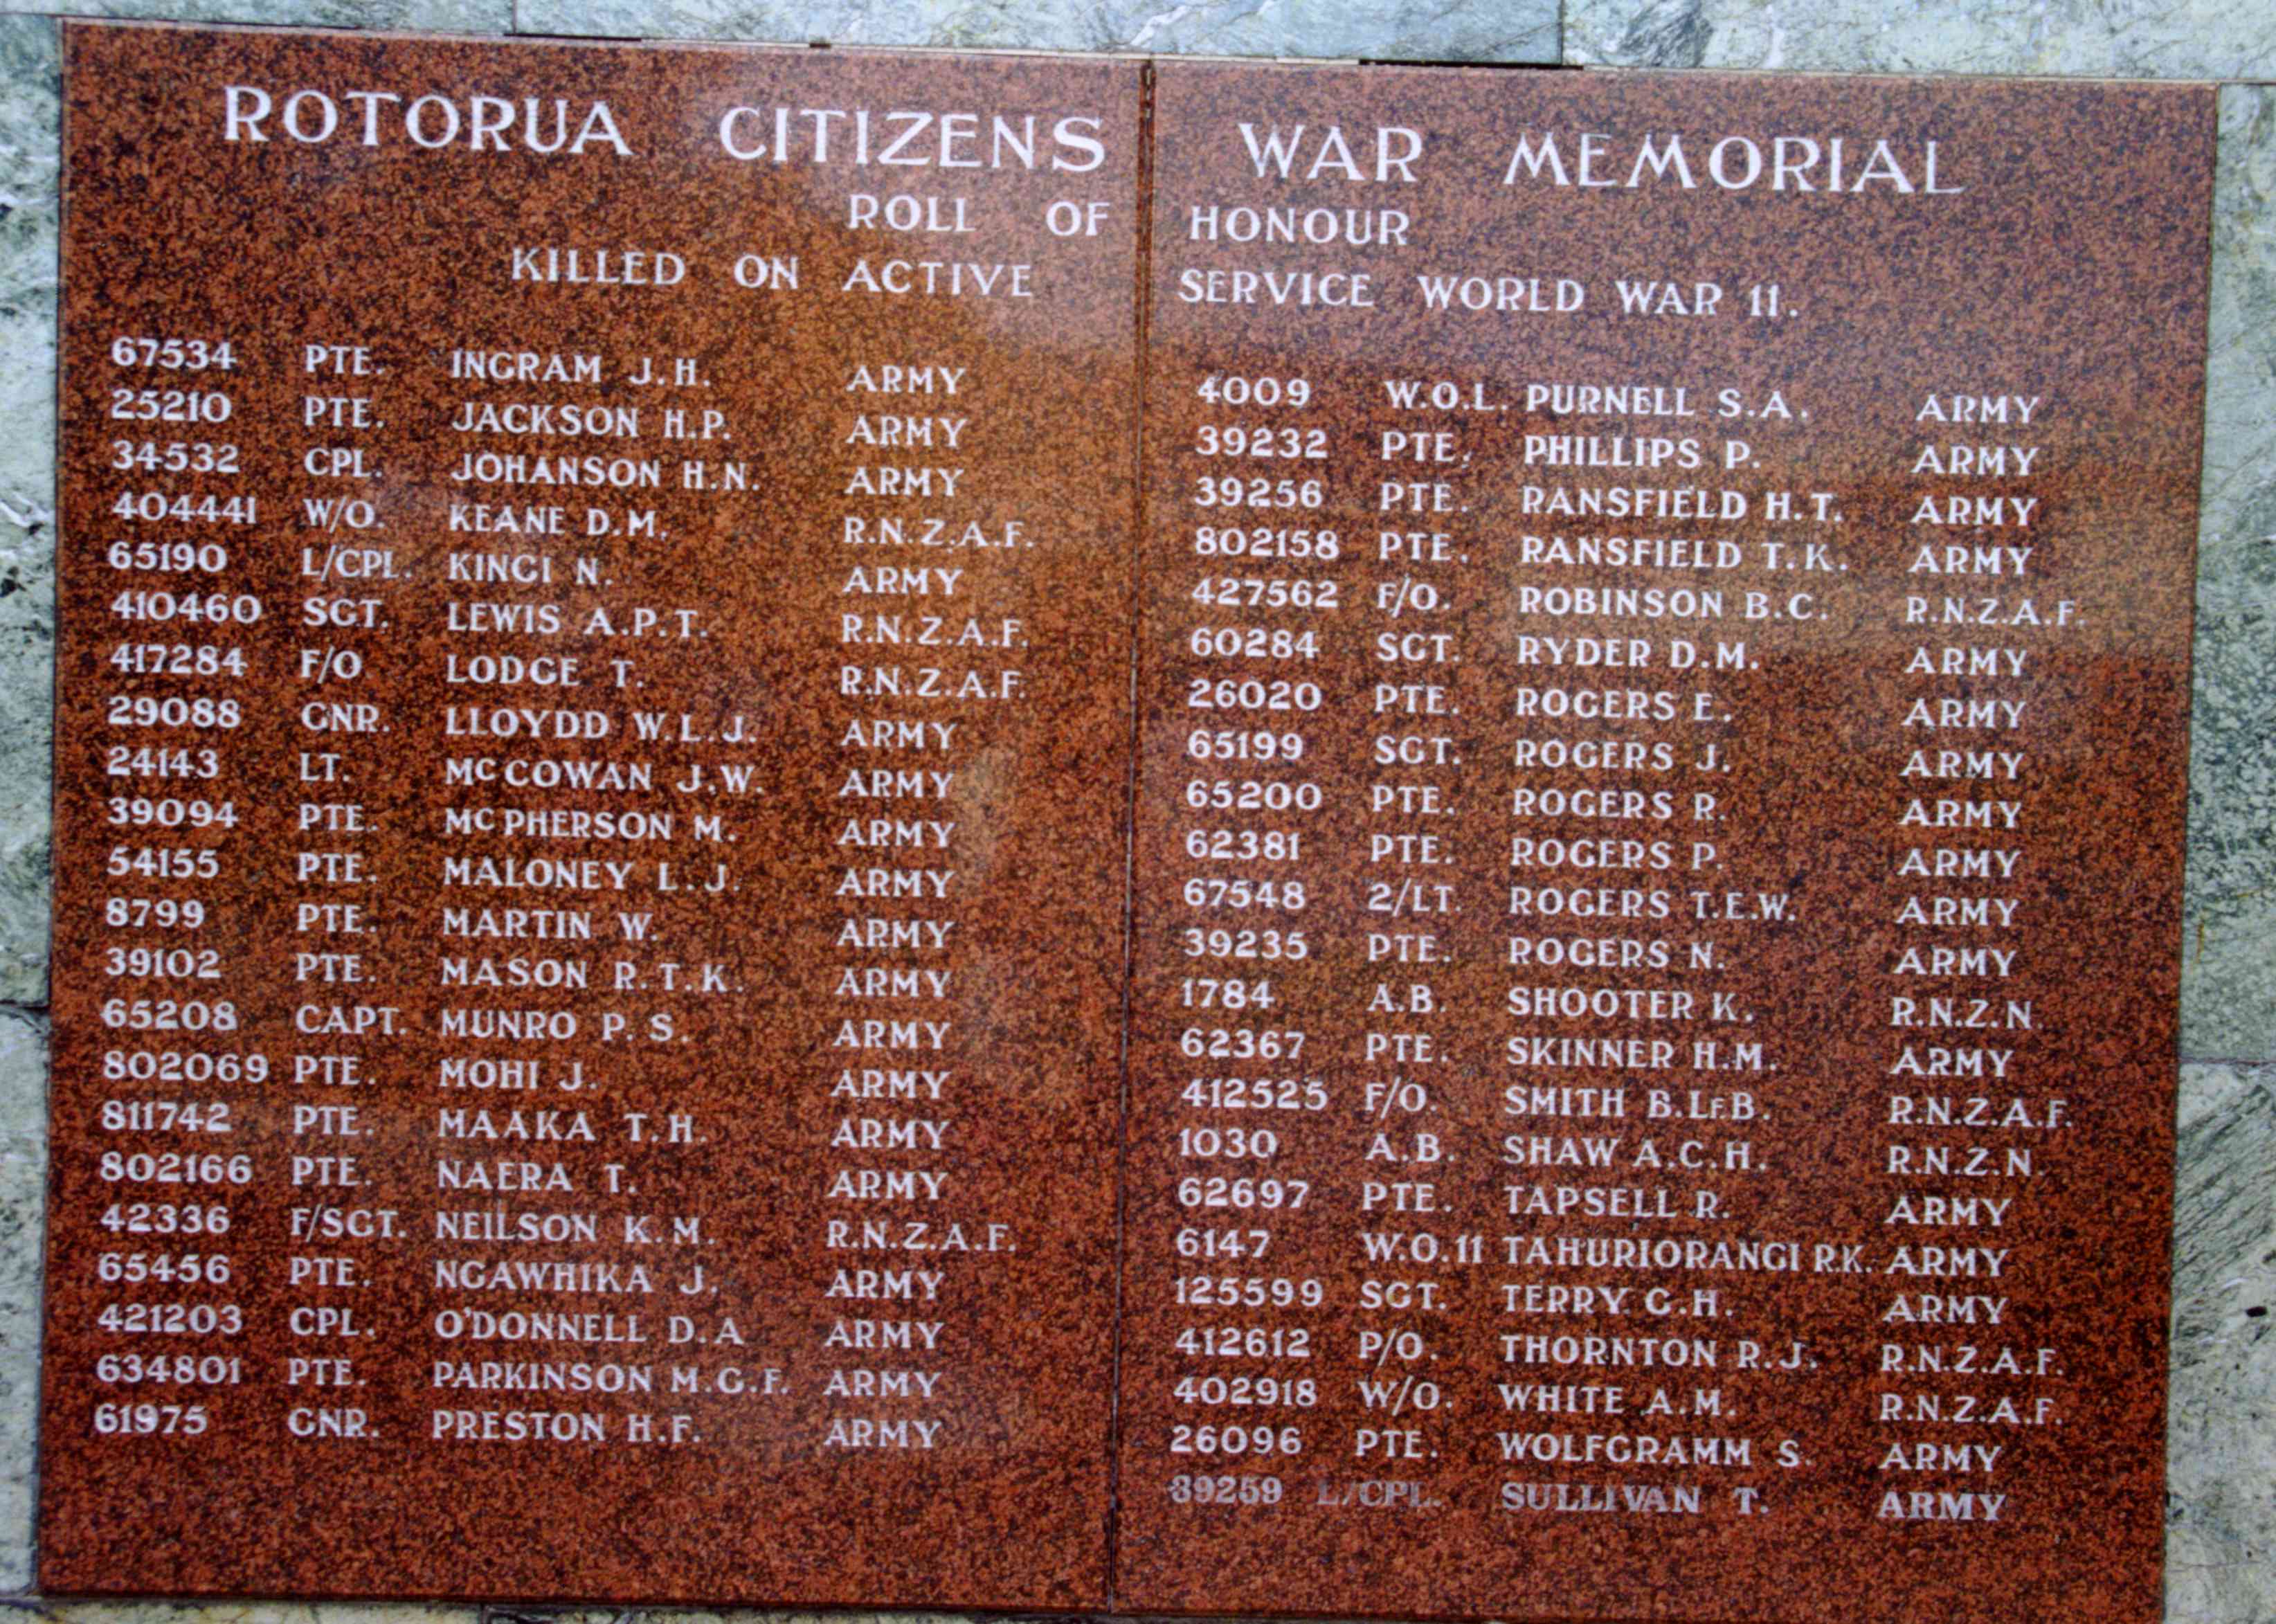 ROTORUA CITIZENS WAR MEMORIAL
ROLL OF HONOUR
KILLED ON ACTIVE SERVICE WORLD WAR 11.
67534 PTE. INGRAM J.H. ARMY
25210 PTE. JACKSON H.P. ARMY
34532 CPL. JOHANSON H.N. ARMY
404441 W/O. KEANE D.M. R.N.Z.A.F.
65190 L/CPL. KINGI N. ARMY
410460 SGT. LEWIS A.P.T. R.N.Z.A.F.
417284 F/O LODGE T. R.N.Z.A.F.
29088 GNR. LLOYDD W.L.J. ARMY
24143 LT. McCOWAN J.W. ARMY
39094 PTE. McPHERSON M. ARMY
54155 PTE. MALONEY L.J. ARMY
8799 PTE. MARTIN W. ARMY
39102 PTE. MASON R.T.K. ARMY
65208 CAPT. MUNRO P.S. ARMY
802069 PTE. MOHI J. ARMY
811742 PTE. MAAKA T.H. ARMY
802166 PTE. NAERA T. ARMY
42336 F/SGT. NEILSON K.M. R.N.Z.A.F.
65456 PTE. NGAWHIKA J. ARMY
421203 CPL. O'DONNELL D.A ARMY
634801 PTE. PARKINSON M.G.F. ARMY
61975 GNR. PRESTON H.F. ARMY
4009 W.O.L. PURNELL S.A. ARMY
39232 PTE. PHILLIPS P. ARMY
39256 PTE. RANSFIELD H.T. ARMY
802158 PTE. RANSFIELD T.K. ARMY
427562 F/O. ROBINSON B.C. R.N.Z.A.F.
60284 SGT. RYDER D.M. ARMY
26020 PTE. ROGERS E. ARMY
65199 SGT. ROGERS J. ARMY
65200 PTE. ROGERS R. ARMY
62381 PTE. ROGERS P. ARMY
67548 2/LT. ROGERS T.E.W. ARMY
39235 PTE. ROGERS N. ARMY
1784 A.B. SHOOTER K. R.N.Z.N.
62367 PTE. SKINNER H.M. ARMY
412525 F/O. SMITH B.LeB. R.N.Z.A.F.
1030 A.B. SHAW A.C.H. R.N.Z.N.
62697 PTE. TAPSELL R. ARMY
6147 W.O.11 TAHURIORANGI R.K. ARMY
125599 SGT. TERRY G.H. ARMY
412612 P/O. THORNTON R.J. R.N.Z.A.F.
402918 W/O. WHITE A.M. R.N.Z.A.F.
26096 PTE. WOLFGRAMM S. ARMY
39259 L/CPL. SULLIVAN T. ARMY